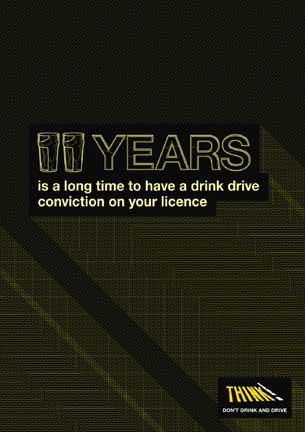 11 YEARS
is a long time to have a drink drive
conviction on your licence
THINK!
DON'T DRINK AND DRIVE